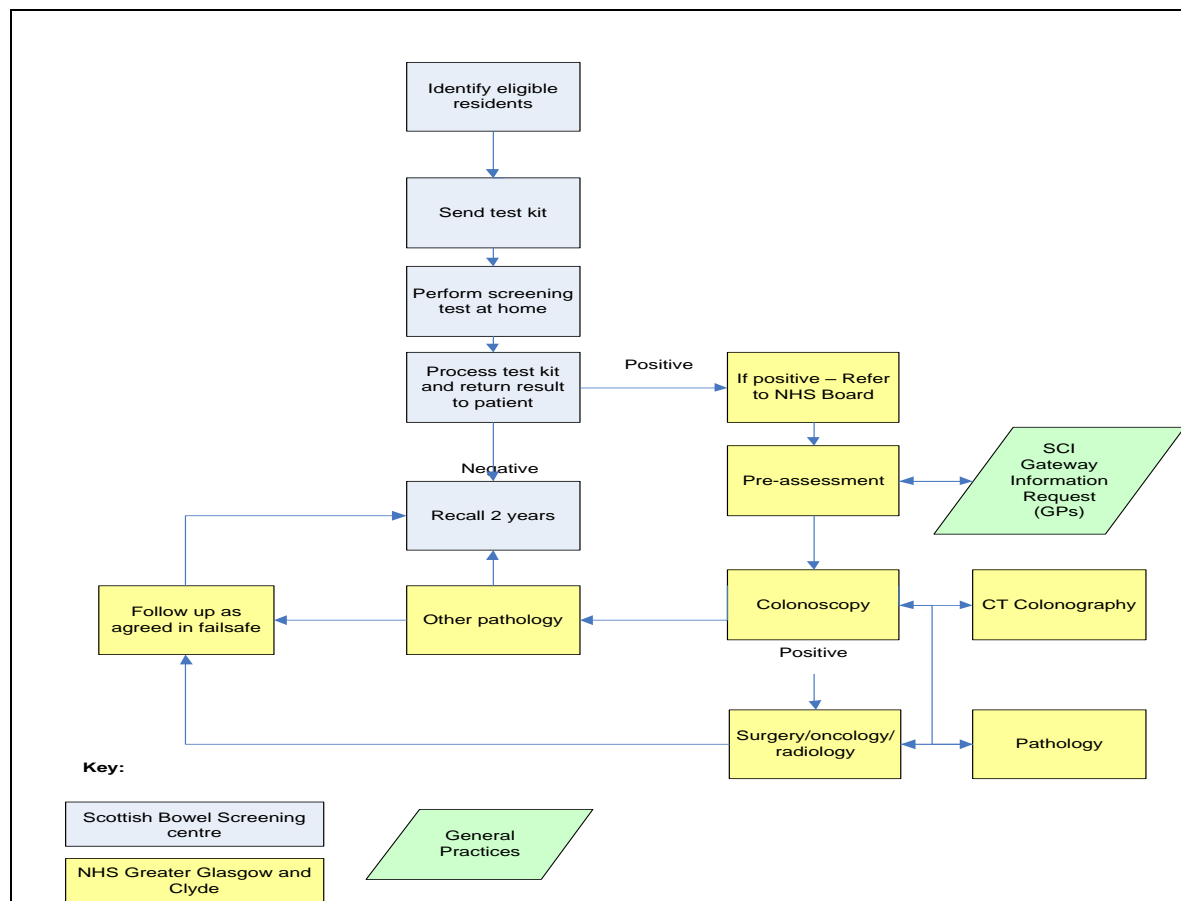 Identify eligible
residents
Send test kit
Perform screening
test at home
Process test kit
and return result
to patient
Positive
If positive – Refer
to NHS Board
Negative
Pre-assessment
SCI
Gateway
Information
Request
(GPs)
Recall 2 years
Follow up as
agreed in failsafe
Other pathology
Colonoscopy
CT Colonography
Positive
Surgery/oncology/
radiology
Pathology
Key:
Scottish Bowel Screening
centre
General
Practices
NHS Greater Glasgow and
Clyde